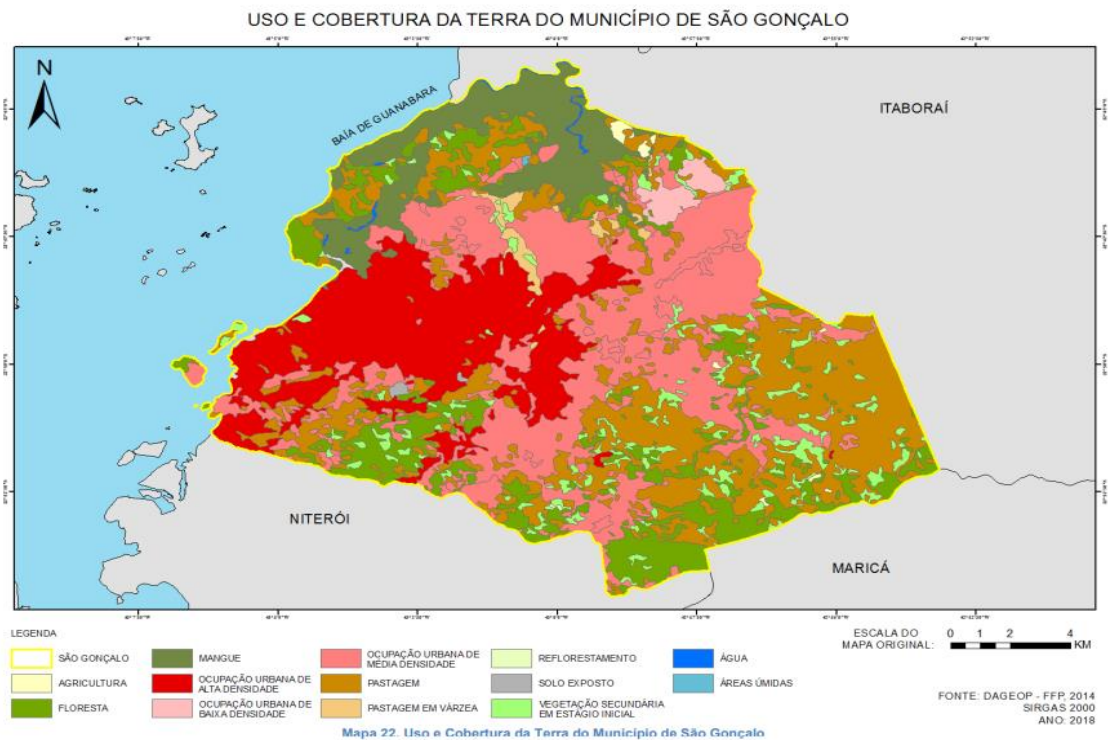 USO E COBERTURA DA TERRA DO MUNICÍPIO DE SÃO GONÇALO
N
BAÍA DE GUANABARA
ITABORAÍ
NITERÓI
MARICÁ
LEGENDA
SÃO GONÇALO
AGRICULTURA
FLORESTA
MANGUE
OCUPAÇÃO URBANA DE
ALTA DENSIDADE
OCUPAÇÃO URBANA DE
BAIXA DENSIDADE
OCUPAÇÃO URBANA DE
MÉDIA DENSIDADE
PASTAGEM
PASTAGEM EM VÁRZEA
REFLORESTAMENTO
SOLO EXPOSTO
VEGETAÇÃO SECUNDÁRIA
EM ESTÁGIO INICIAL
ÁGUA
ÁREAS ÚMIDAS
ESCALA DO
MAPA ORIGINAL:
0 1 2 4
KM
FONTE: DAGEOP - FFP, 2014
SIRGAS 2000
ANO: 2018
Mapa 22. Uso e Cobertura da Terra do Município de São Gonçalo